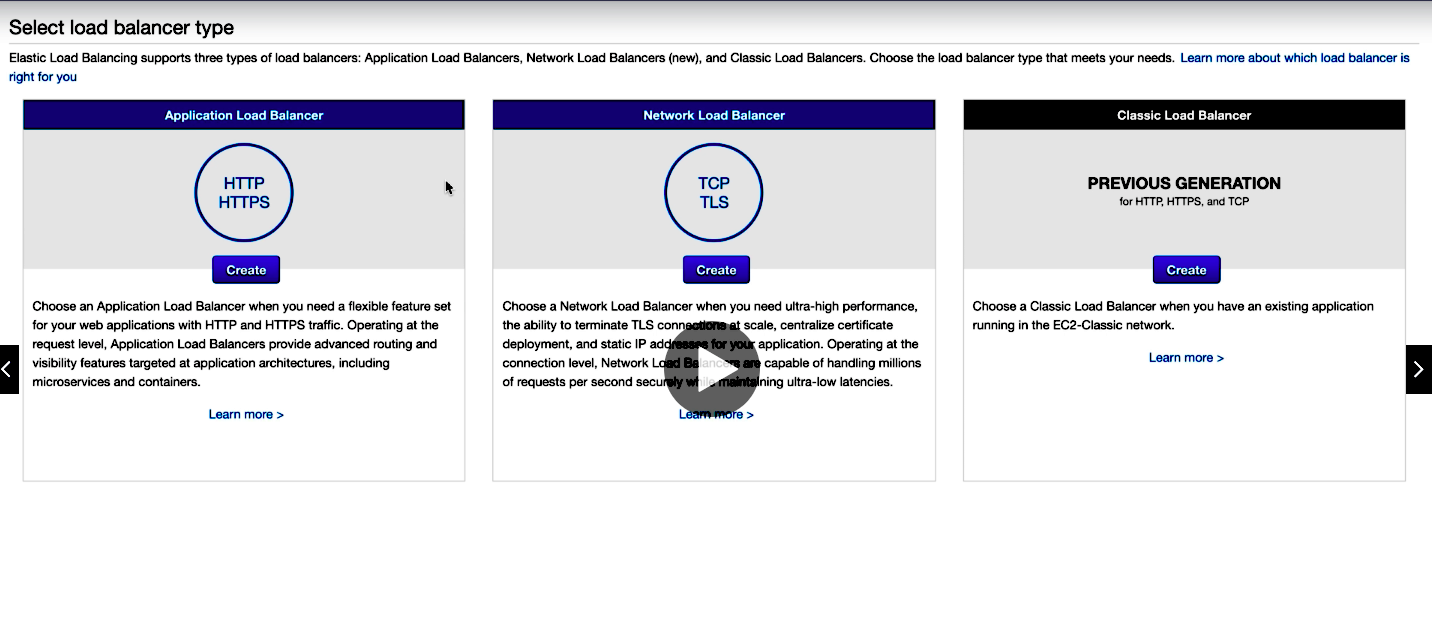 Select load balancer type
Elastic Load Balancing supports three types of load balancers: Application Load Balancers, Network Load Balancers (new), and Classic Load Balancers. Choose the load balancer type that meets your needs. Learn more about which load balancer is
right for you
Application Load Balancer
HTTP
HTTPS
Create
Choose an Application Load Balancer when you need a flexible feature set
for your web applications with HTTP and HTTPS traffic. Operating at the
request level, Application Load Balancers provide advanced routing and
visibility features targeted at application architectures, including
microservices and containers.
Learn more >
Network Load Balancer
TCP
TLS
Create
Choose a Network Load Balancer when you need ultra-high performance,
the ability to terminate TLS connections at scale, centralize certificate
deployment, and static IP addresses for your application. Operating at the
connection level, Network Load Balancers are capable of handling millions
of requests per second securely while maintaining ultra-low latencies.
Learn more >
Classic Load Balancer
PREVIOUS GENERATION
for HTTP, HTTPS, and TCP
Create
Choose a Classic Load Balancer when you have an existing application
running in the EC2-Classic network.
Learn more >